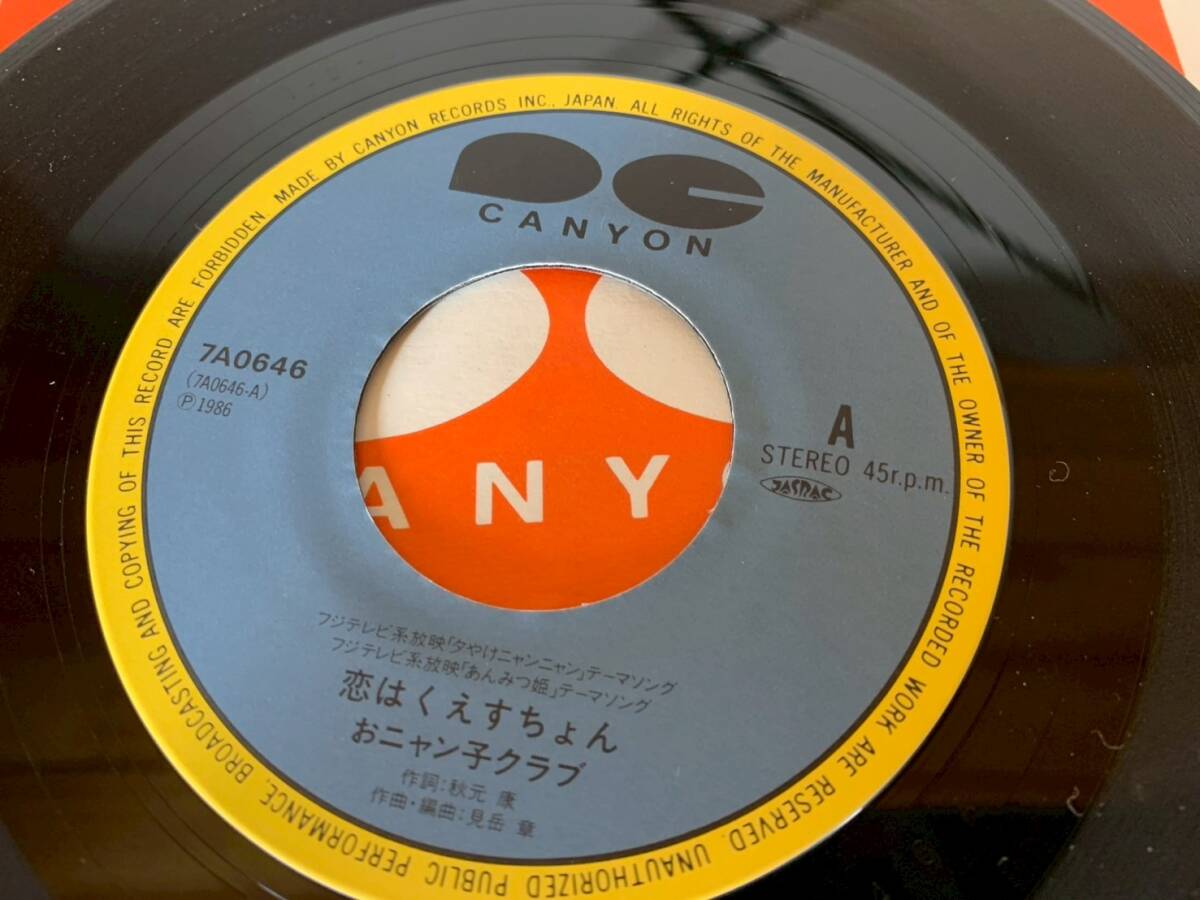 MADE BY CANYON RECORDS INC., JAPAN. ALL RIGHTS OF THE MANUFACTURER AND OF THE OWNER OF THE RECORDED WORK ARE RESERVED. UNAUTHORIZED PUBLIC PERFORMANCE, BROADCASTING AND COPYING OF THIS RECORD ARE FORBIDDEN
CANYON
7A0646
(7A0646-A)
Ⓟ1986
A
STEREO 45r.p.m.
JASRAC
ANY
フジテレビ系放映「夕やけニャンニャン」テーマソング
フジテレビ系放映「あんみつ姫」テーマソング
恋はくえすちょん
おニャン子クラブ
作詞:秋元 康
作曲・編曲:見岳 章